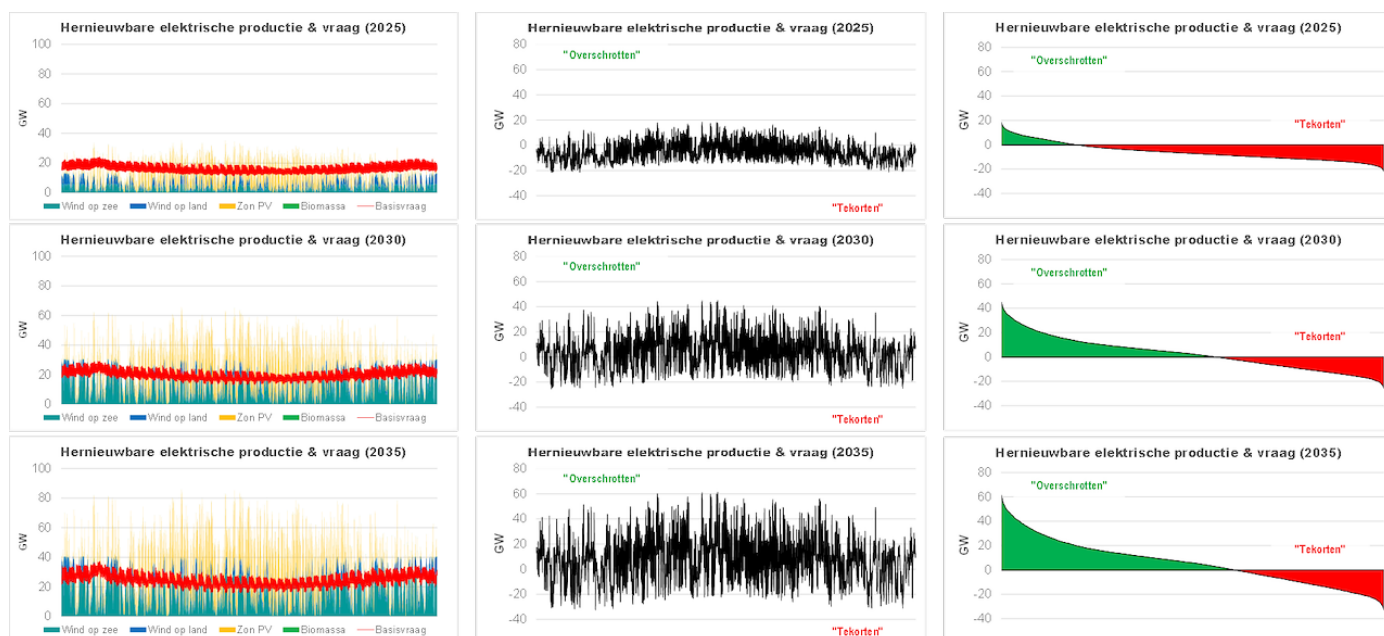 Hernieuwbare elektrische productie & vraag (2025)
100
80
60
40
20
0
GW
Wind op zee Wind op land Zon PV Biomassa Basisvraag
Hernieuwbare elektrische productie & vraag (2025)
"Overschrotten"
80
60
40
20
0
-20
-40
GW
"Tekorten"
Hernieuwbare elektrische productie & vraag (2025)
"Overschrotten"
80
60
40
20
0
-20
-40
GW
"Tekorten"
Hernieuwbare elektrische productie & vraag (2030)
100
80
60
40
20
0
GW
Wind op zee Wind op land Zon PV Biomassa Basisvraag
Hernieuwbare elektrische productie & vraag (2030)
"Overschrotten"
80
60
40
20
0
-20
-40
GW
"Tekorten"
Hernieuwbare elektrische productie & vraag (2030)
"Overschrotten"
80
60
40
20
0
-20
-40
GW
"Tekorten"
Hernieuwbare elektrische productie & vraag (2035)
100
80
60
40
20
0
GW
Wind op zee Wind op land Zon PV Biomassa Basisvraag
Hernieuwbare elektrische productie & vraag (2035)
"Overschrotten"
80
60
40
20
0
-20
-40
GW
"Tekorten"
Hernieuwbare elektrische productie & vraag (2035)
"Overschrotten"
80
60
40
20
0
-20
-40
GW
"Tekorten"